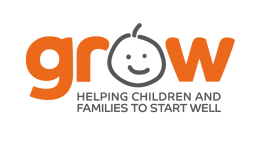 grow
HELPING CHILDREN AND
FAMILIES TO START WELL